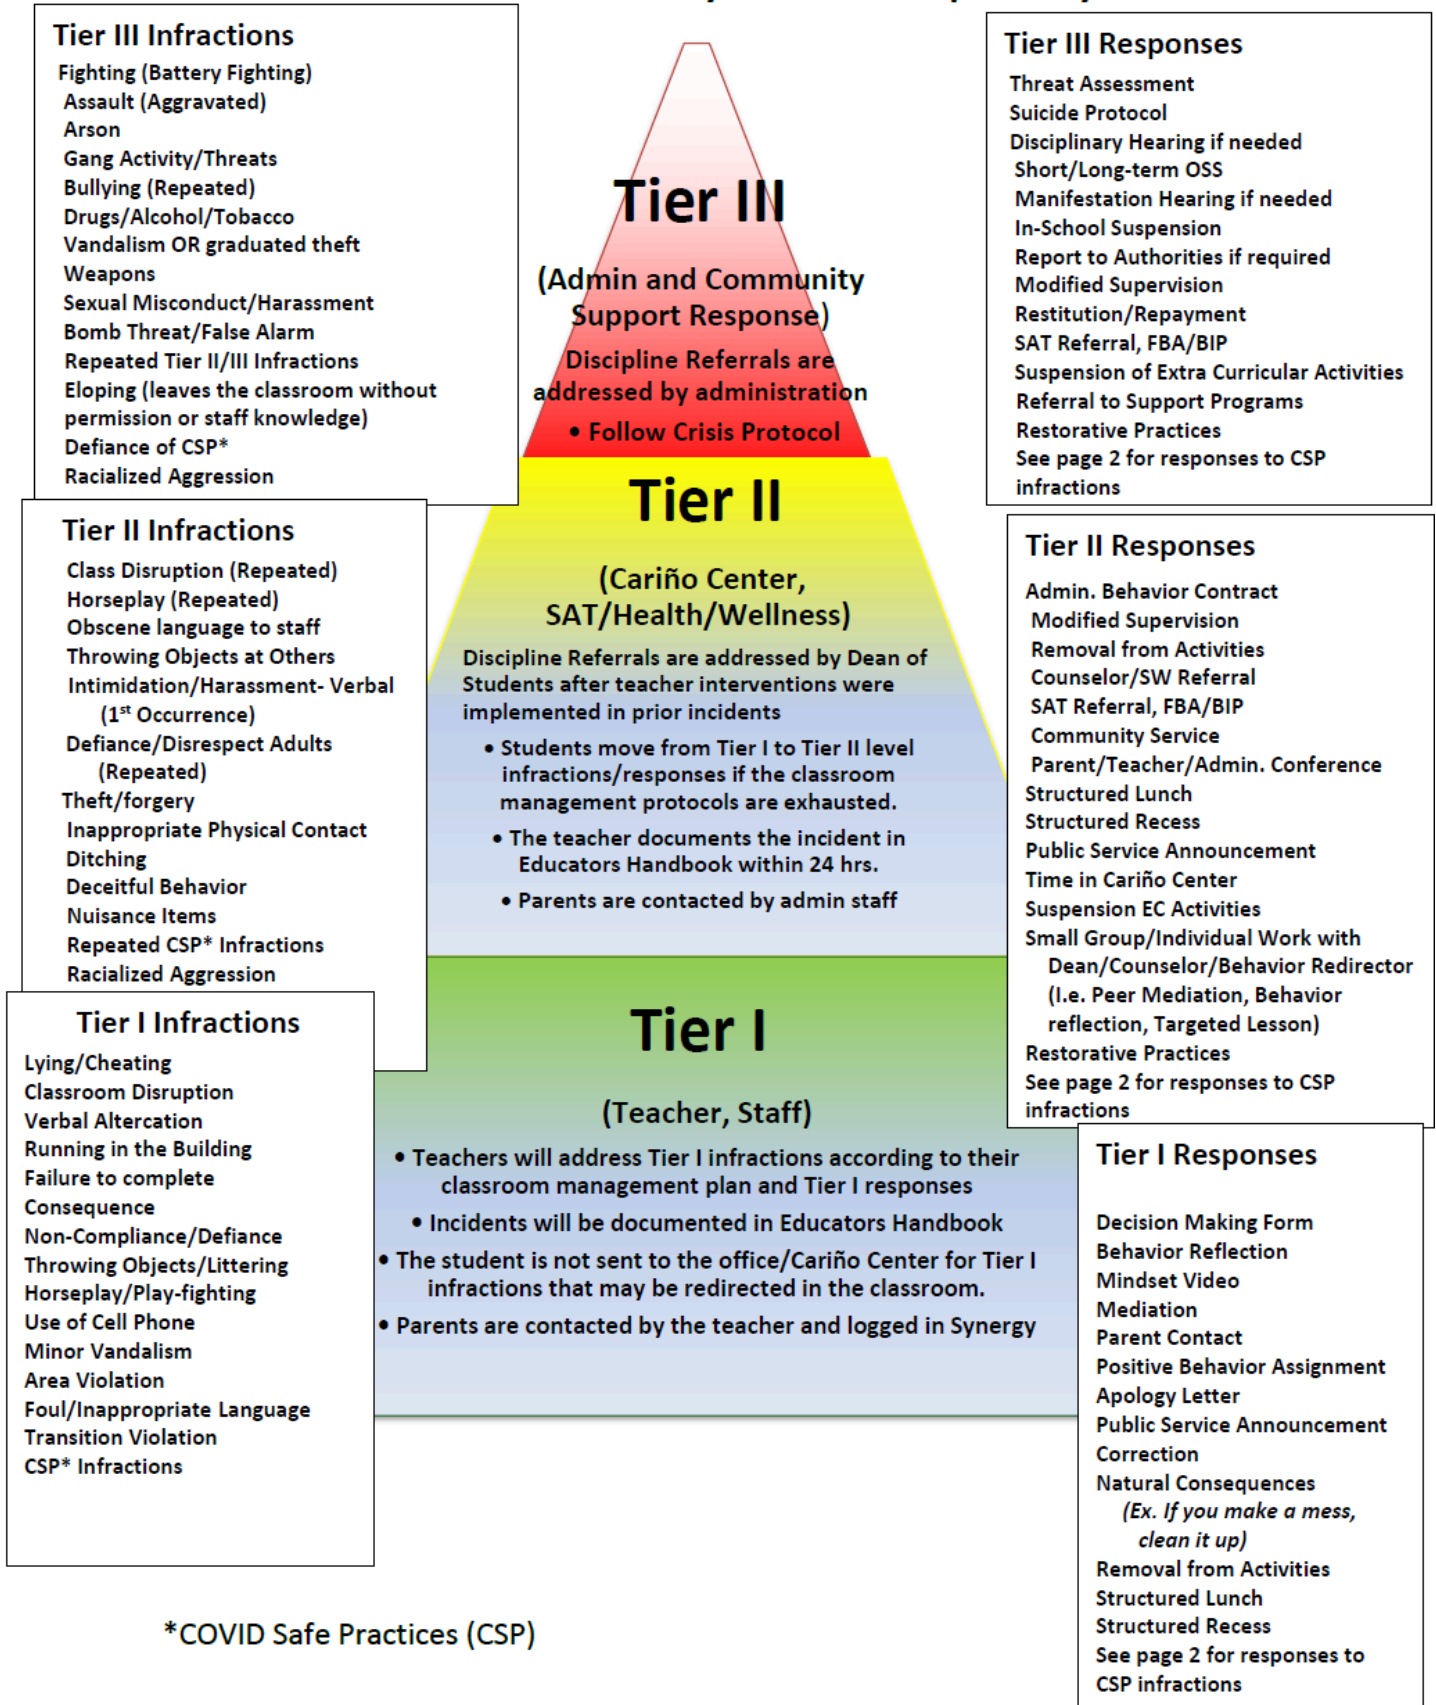 Tier III Infractions
Fighting (Battery Fighting)
Assault (Aggravated)
Arson
Gang Activity/Threats
Bullying (Repeated)
Drugs/Alcohol/Tobacco
Vandalism OR graduated theft
Weapons
Sexual Misconduct/Harassment
Bomb Threat/False Alarm
Repeated Tier II/III Infractions
Eloping (leaves the classroom without
permission or staff knowledge)
Defiance of CSP*
Racialized Aggression
Tier III
(Admin and Community
Support Response)
Discipline Referrals are
addressed by administration
• Follow Crisis Protocol
Tier III Responses
Threat Assessment
Suicide Protocol
Disciplinary Hearing if needed
Short/Long-term OSS
Manifestation Hearing if needed
In-School Suspension
Report to Authorities if required
Modified Supervision
Restitution/Repayment
SAT Referral, FBA/BIP
Suspension of Extra Curricular Activities
Referral to Support Programs
Restorative Practices
See page 2 for responses to CSP
infractions
Tier II Infractions
Class Disruption (Repeated)
Horseplay (Repeated)
Obscene language to staff
Throwing Objects at Others
Intimidation/Harassment- Verbal
(1st Occurrence)
Defiance/Disrespect Adults
(Repeated)
Theft/forgery
Inappropriate Physical Contact
Ditching
Deceitful Behavior
Nuisance Items
Repeated CSP* Infractions
Racialized Aggression
Tier II
(Cariño Center,
SAT/Health/Wellness)
Discipline Referrals are addressed by Dean of
Students after teacher interventions were
implemented in prior incidents
• Students move from Tier I to Tier II level
infractions/responses if the classroom
management protocols are exhausted.
• The teacher documents the incident in
Educators Handbook within 24 hrs.
• Parents are contacted by admin staff
Tier II Responses
Admin. Behavior Contract
Modified Supervision
Removal from Activities
Counselor/SW Referral
SAT Referral, FBA/BIP
Community Service
Parent/Teacher/Admin. Conference
Structured Lunch
Structured Recess
Public Service Announcement
Time in Cariño Center
Suspension EC Activities
Small Group/Individual Work with
Dean/Counselor/Behavior Redirector
(I.e. Peer Mediation, Behavior
reflection, Targeted Lesson)
Restorative Practices
See page 2 for responses to CSP
infractions
Tier I Infractions
Lying/Cheating
Classroom Disruption
Verbal Altercation
Running in the Building
Failure to complete
Consequence
Non-Compliance/Defiance
Throwing Objects/Littering
Horseplay/Play-fighting
Use of Cell Phone
Minor Vandalism
Area Violation
Foul/Inappropriate Language
Transition Violation
CSP* Infractions
Tier I
(Teacher, Staff)
• Teachers will address Tier I infractions according to their
classroom management plan and Tier I responses
• Incidents will be documented in Educators Handbook
• The student is not sent to the office/Cariño Center for Tier I
infractions that may be redirected in the classroom.
• Parents are contacted by the teacher and logged in Synergy
Tier I Responses
Decision Making Form
Behavior Reflection
Mindset Video
Mediation
Parent Contact
Positive Behavior Assignment
Apology Letter
Public Service Announcement
Correction
Natural Consequences
(Ex. If you make a mess,
clean it up)
Removal from Activities
Structured Lunch
Structured Recess
See page 2 for responses to
CSP infractions
*COVID Safe Practices (CSP)